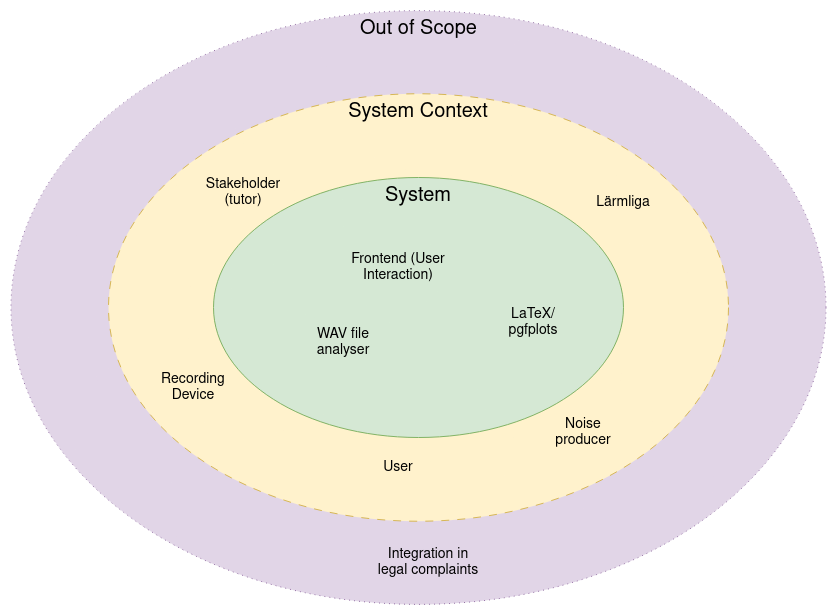 Out of Scope
System Context
Stakeholder
(tutor)
Lärmliga
System
Frontend (User
Interaction)
LaTeX/
pgfplots
WAV file
analyser
Recording
Device
Noise
producer
User
Integration in
legal complaints